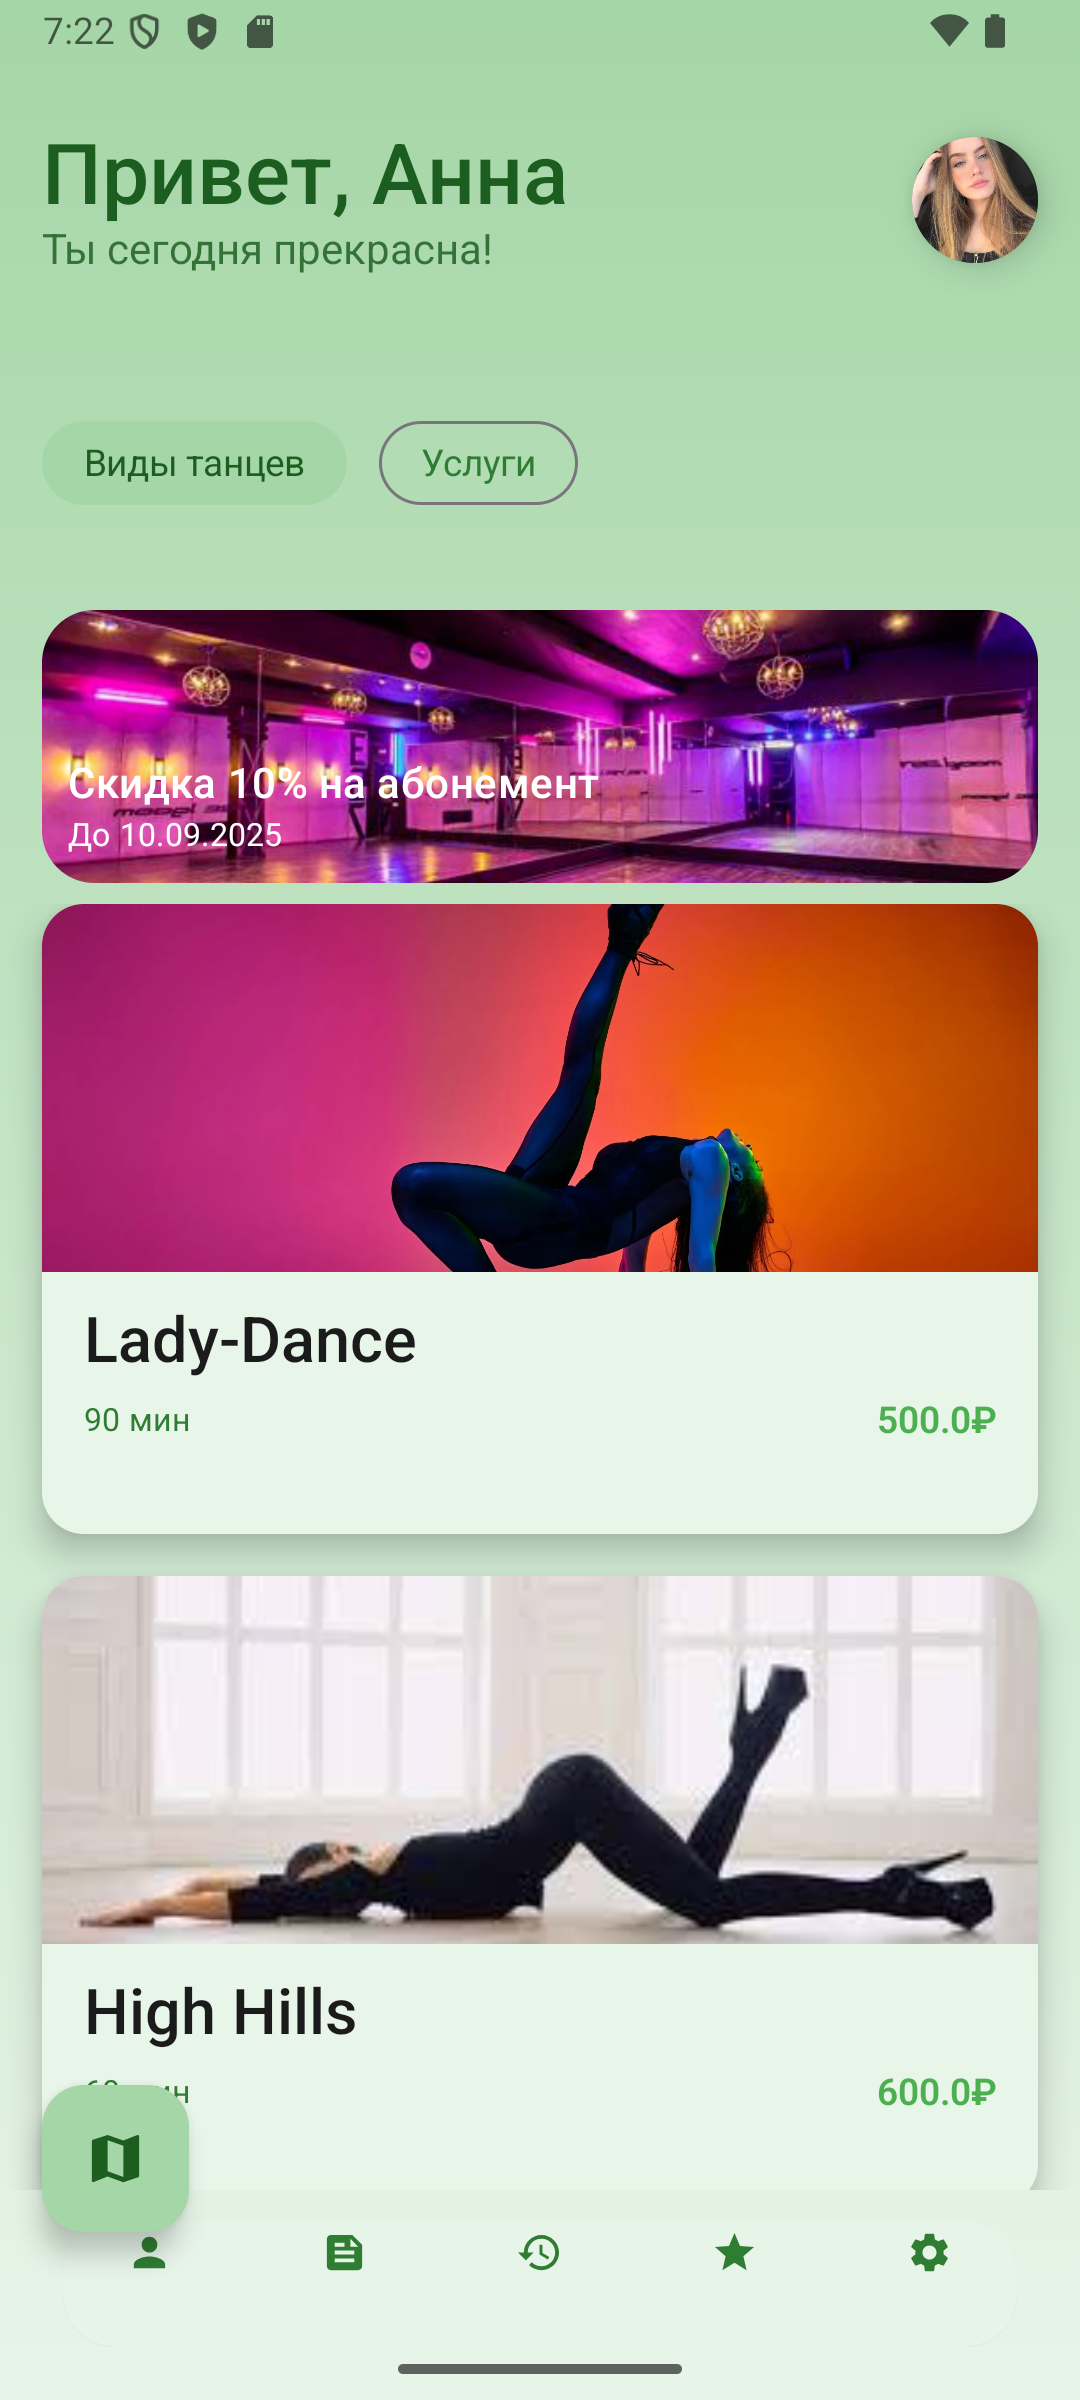 7:22
Привет, Анна
Ты сегодня прекрасна!
Виды танцев
Услуги
Скидка 10% на абонемент
До 10.09.2025
Lady-Dance
90 мин
500.0₽
High Hills
600.0₽